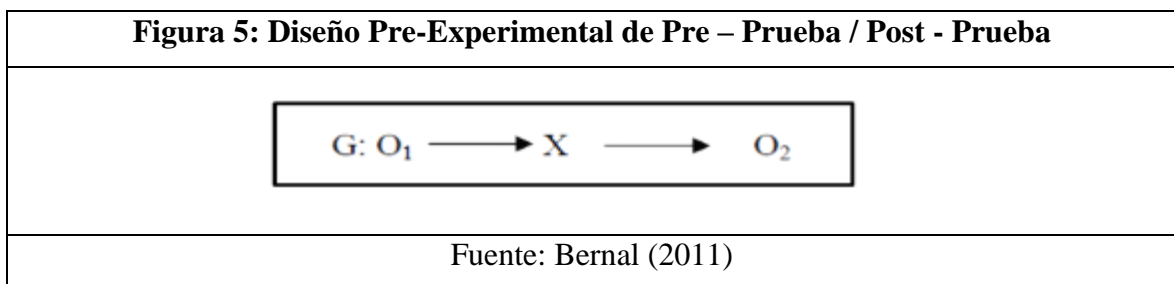 Figura 5: Diseño Pre-Experimental de Pre – Prueba / Post - Prueba
G: O₁ → X → O₂
Fuente: Bernal (2011)